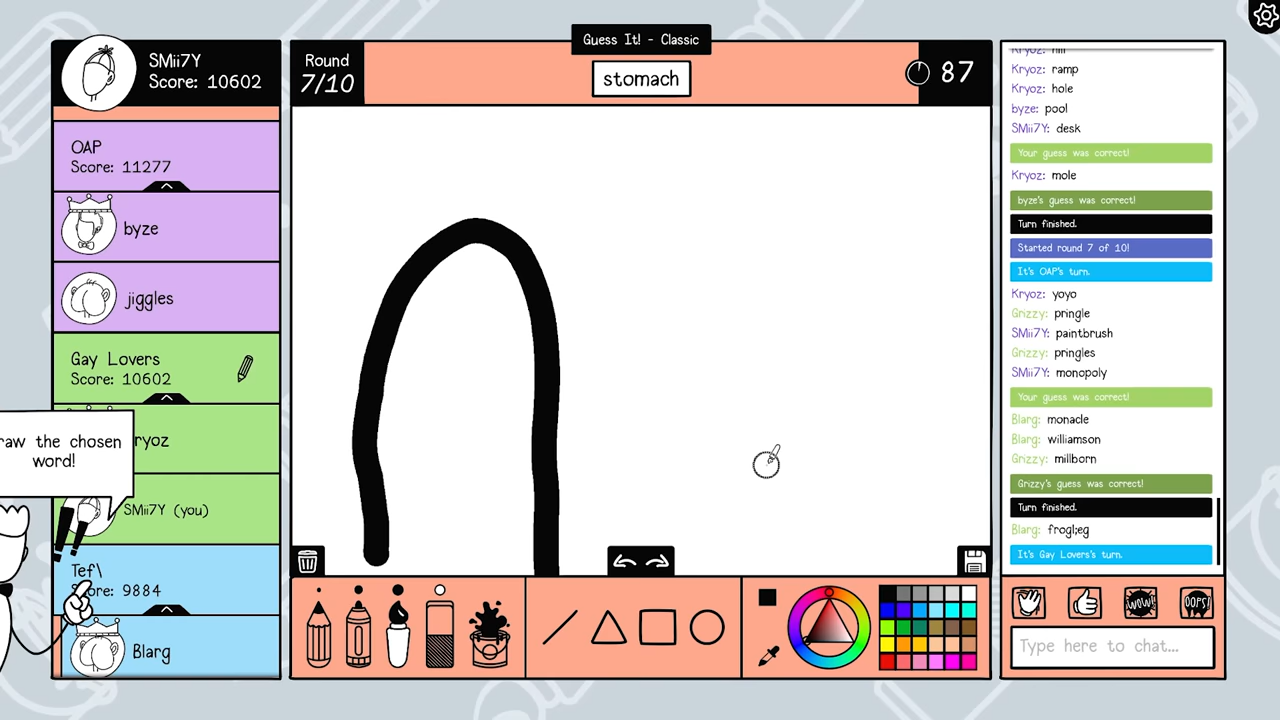 Guess It! - Classic
SMii7Y
Score: 10602
Round
7/10
stomach
87
OAP
Score: 11277
byze
jiggles
Gay Lovers
Score: 10602
raw the chosen
word!
ryoz
SMii7Y (you)
Tef\
ore: 9884
Blarg
Kryoz: ramp
Kryoz: hole
byze: pool
SMii7Y: desk
Your guess was correct!
Kryoz: mole
byze's guess was correct!
Turn finished.
Started round 7 of 10!
It's OAP's turn.
Kryoz: yoyo
Grizzy: pringle
SMii7Y: paintbrush
Grizzy: pringles
SMii7Y: monopoly
Your guess was correct!
Blarg: monacle
Blarg: williamson
Grizzy: millborn
Grizzy's guess was correct!
Turn finished.
Blarg: frogl;eg
It's Gay Lovers's turn.
WOW!
OOPS!
Type here to chat...